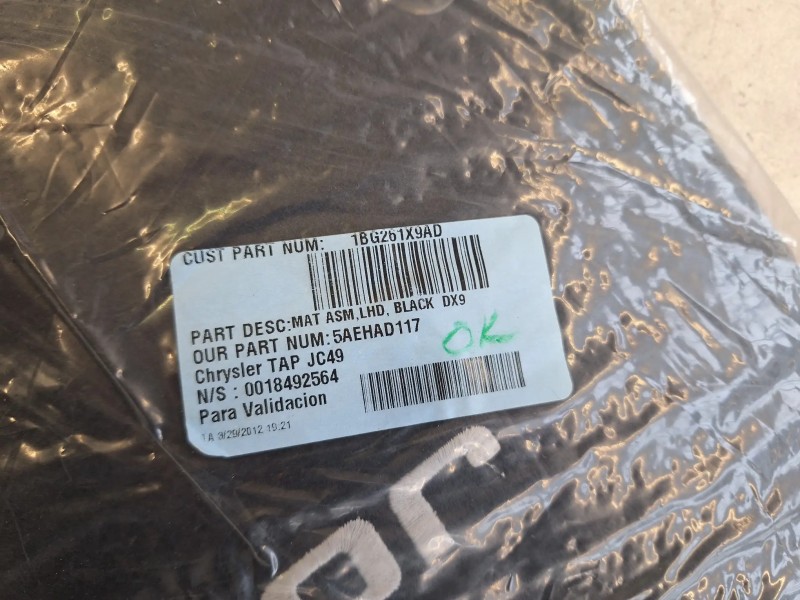 CUST PART NUM: 1BG261X9AD
PART DESC:MAT ASM,LHD, BLACK DX9
OUR PART NUM:5AEHAD117
Chrysler TAP JC49
N/S : 0018492564
Para Validacion
OK
TA 3/29/2012 19:21